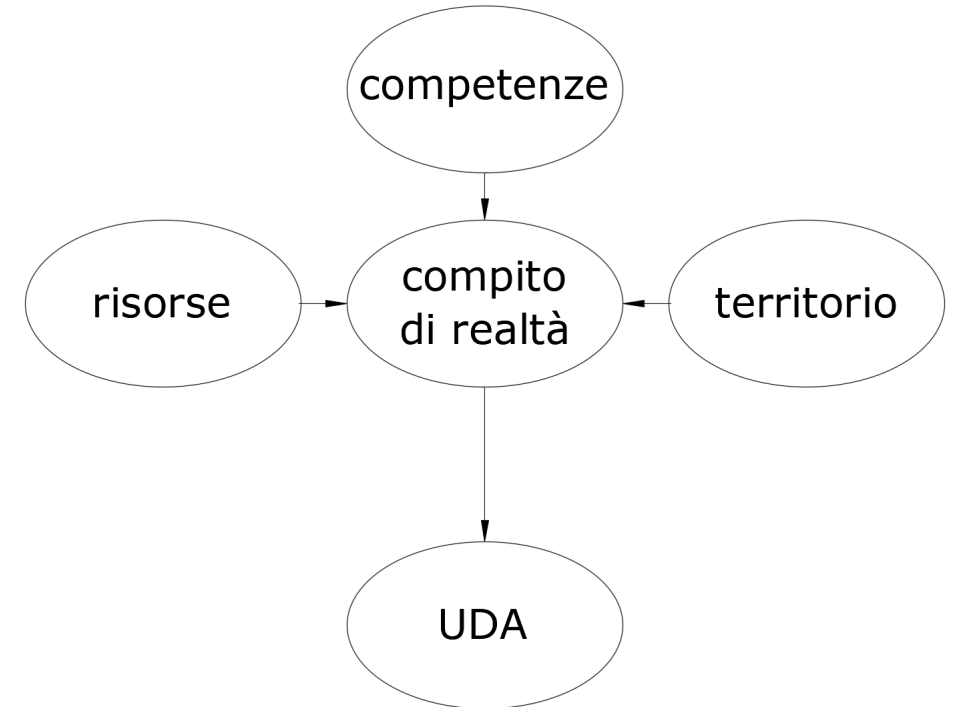 competenze
risorse
compito
di realtà
territorio
UDA